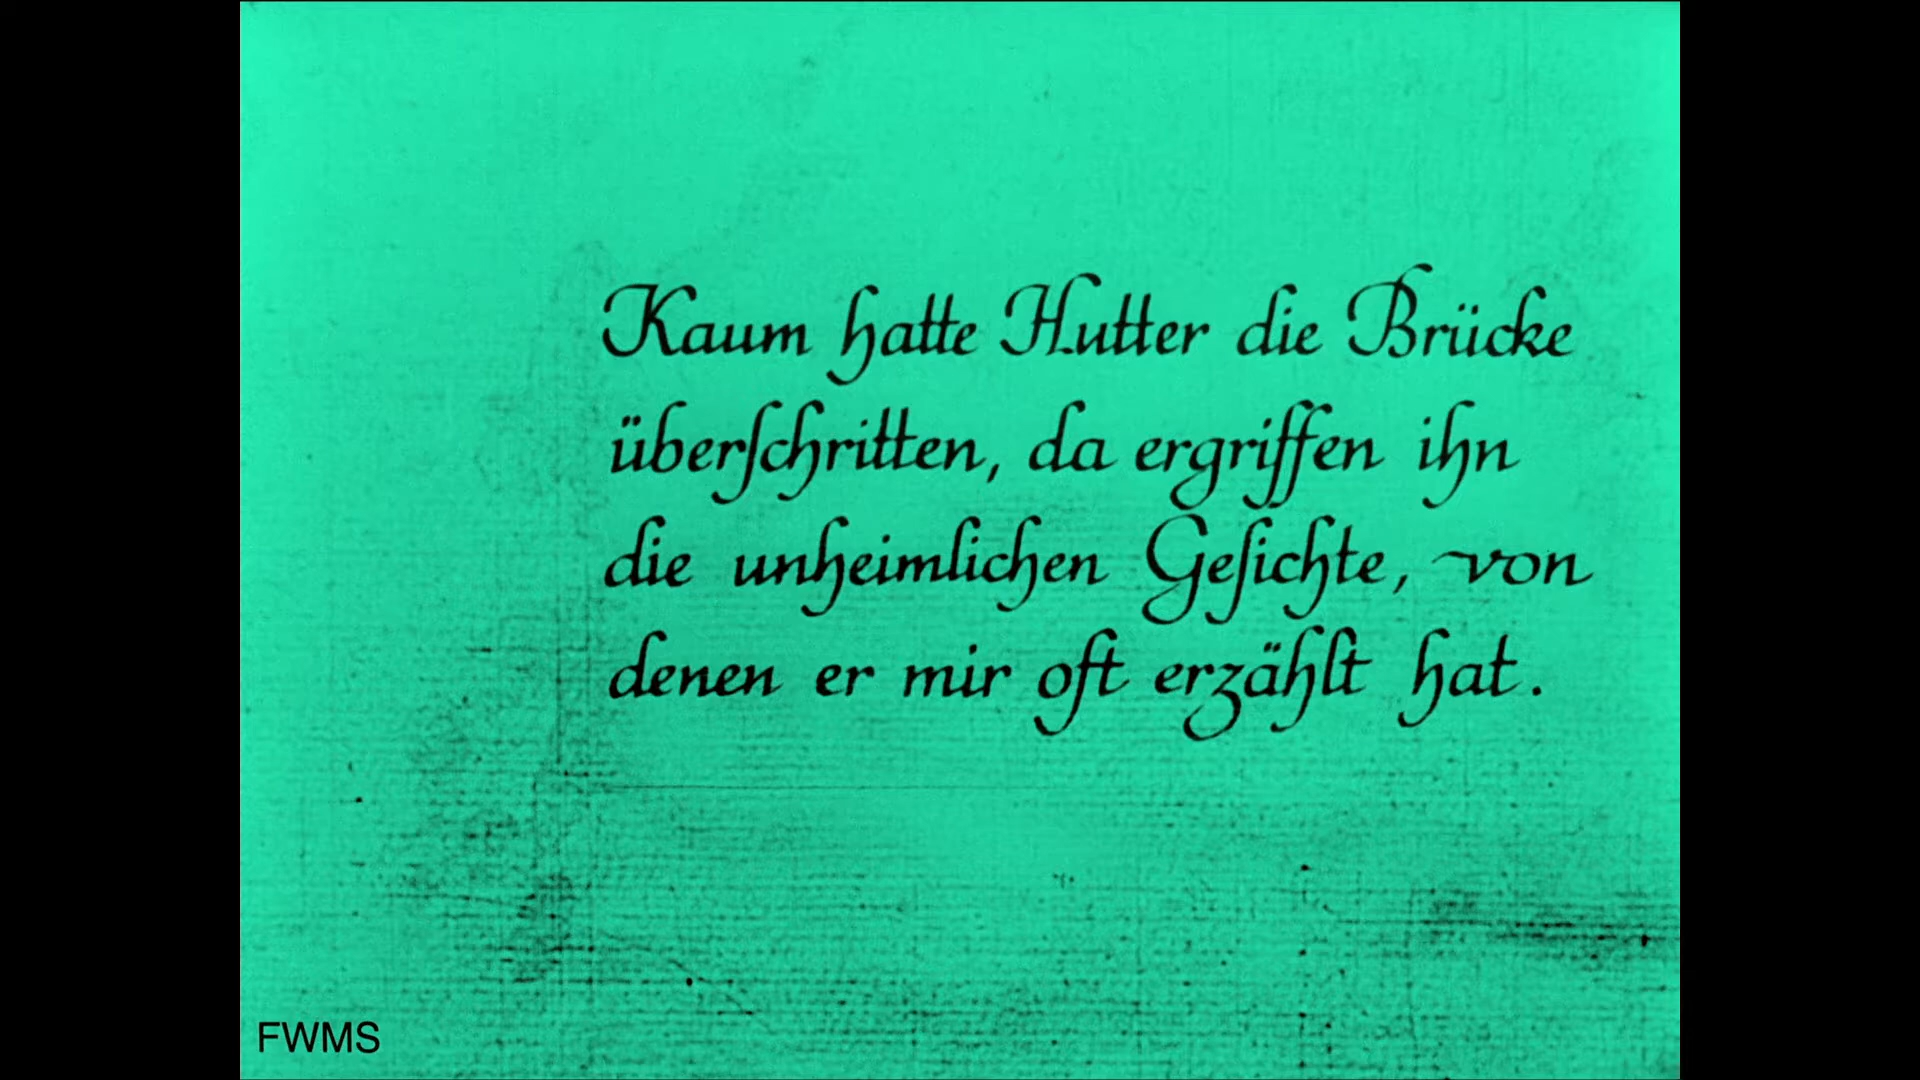 Kaum hatte Hutter die Brücke
überſchritten, da ergriffen ihn
die unheimlichen Geſichte, von
denen er mir oft erzählt hat.
FWMS